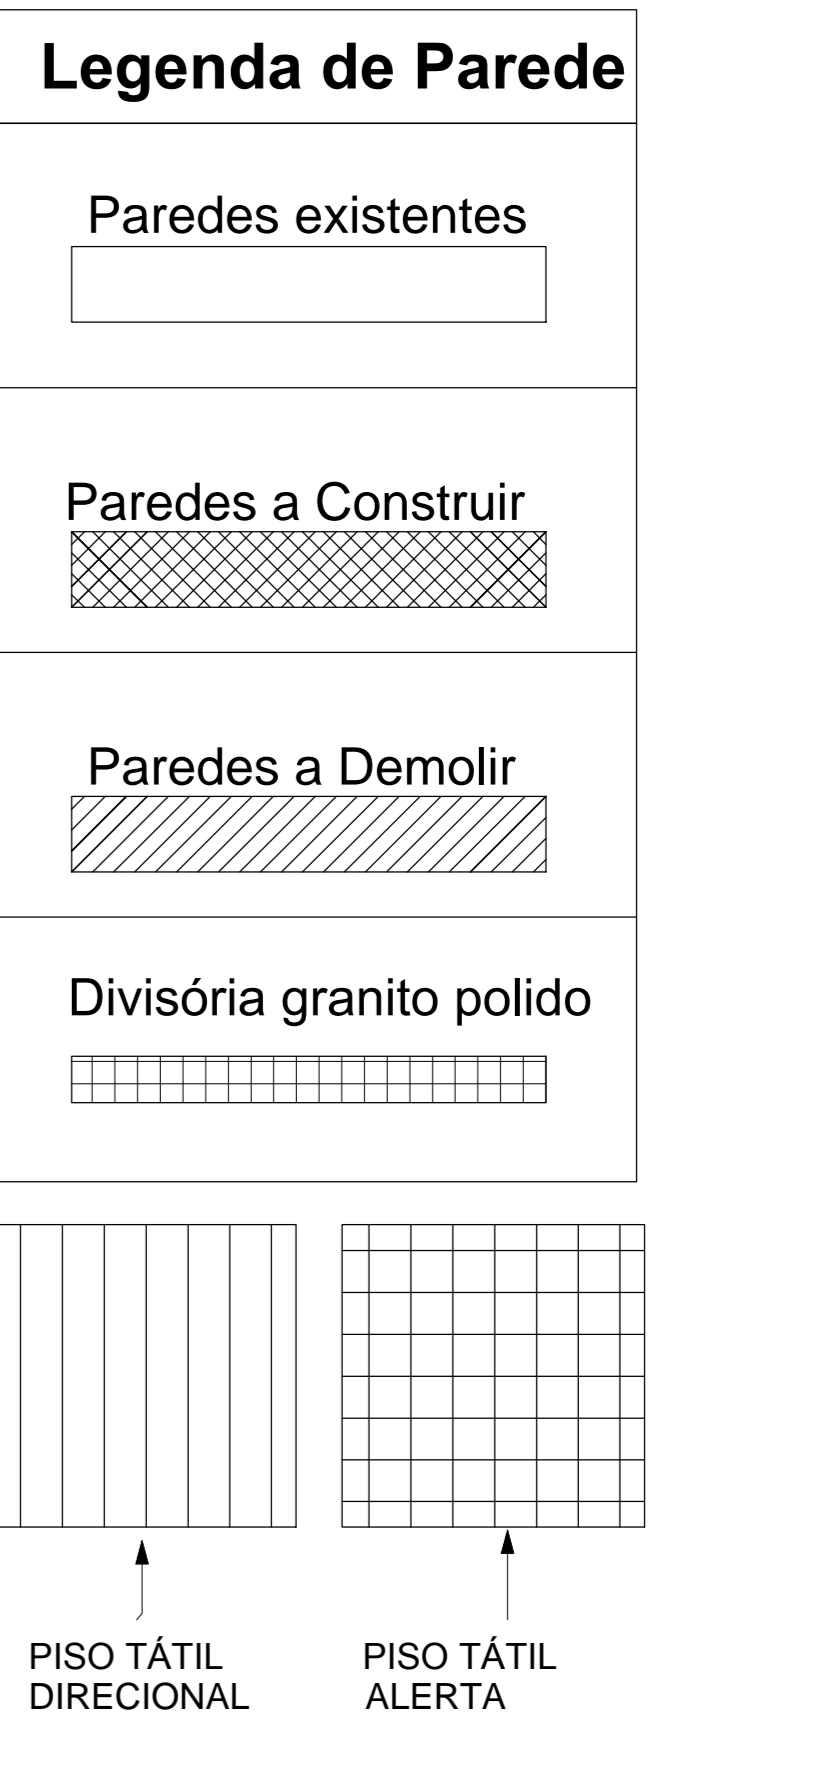 Legenda de Parede
Paredes existentes
Paredes a Construir
Paredes a Demolir
Divisória granito polido
PISO TÁTIL
DIRECIONAL
PISO TÁTIL
ALERTA